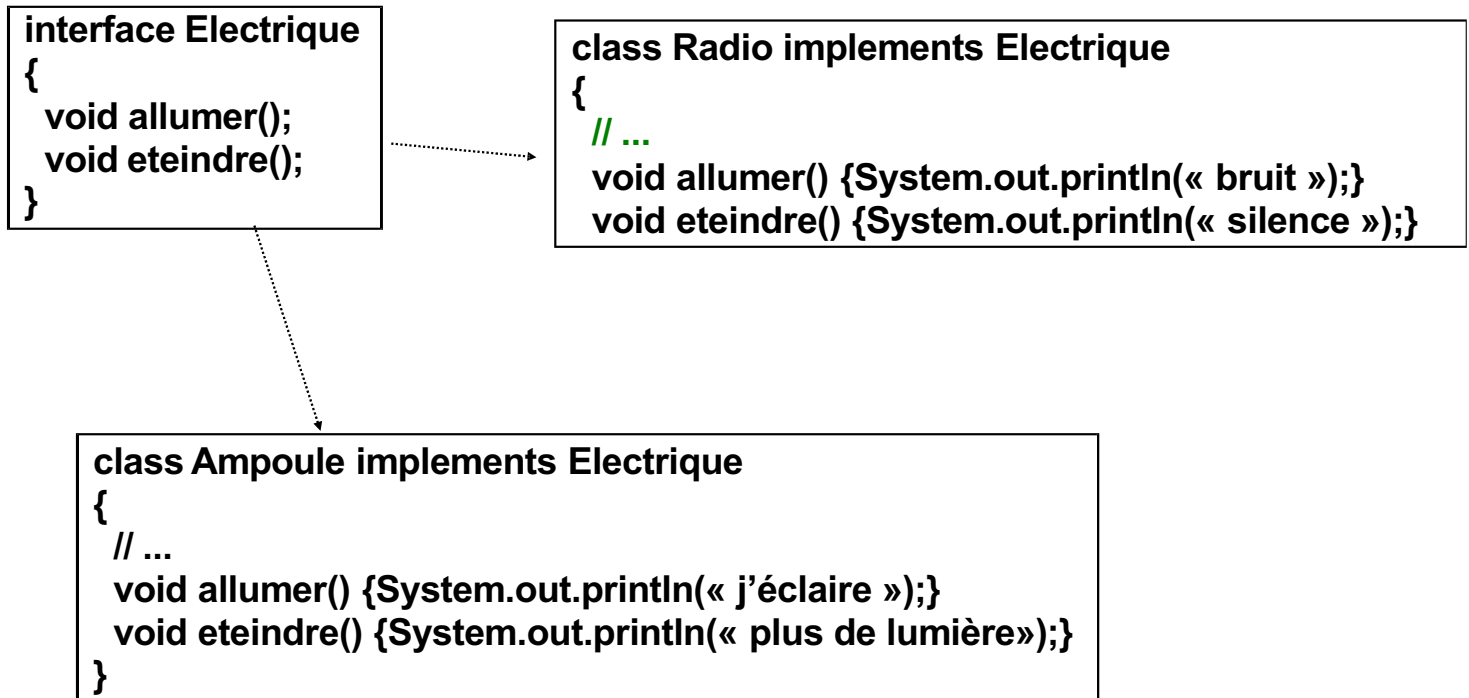 interface Electrique
{
void allumer();
void eteindre();
}
class Radio implements Electrique
{
// ...
void allumer() {System.out.println(« bruit »);}
void eteindre() {System.out.println(« silence »);}
class Ampoule implements Electrique
{
// ...
void allumer() {System.out.println(« j’éclaire »);}
void eteindre() {System.out.println(« plus de lumière»);}
}